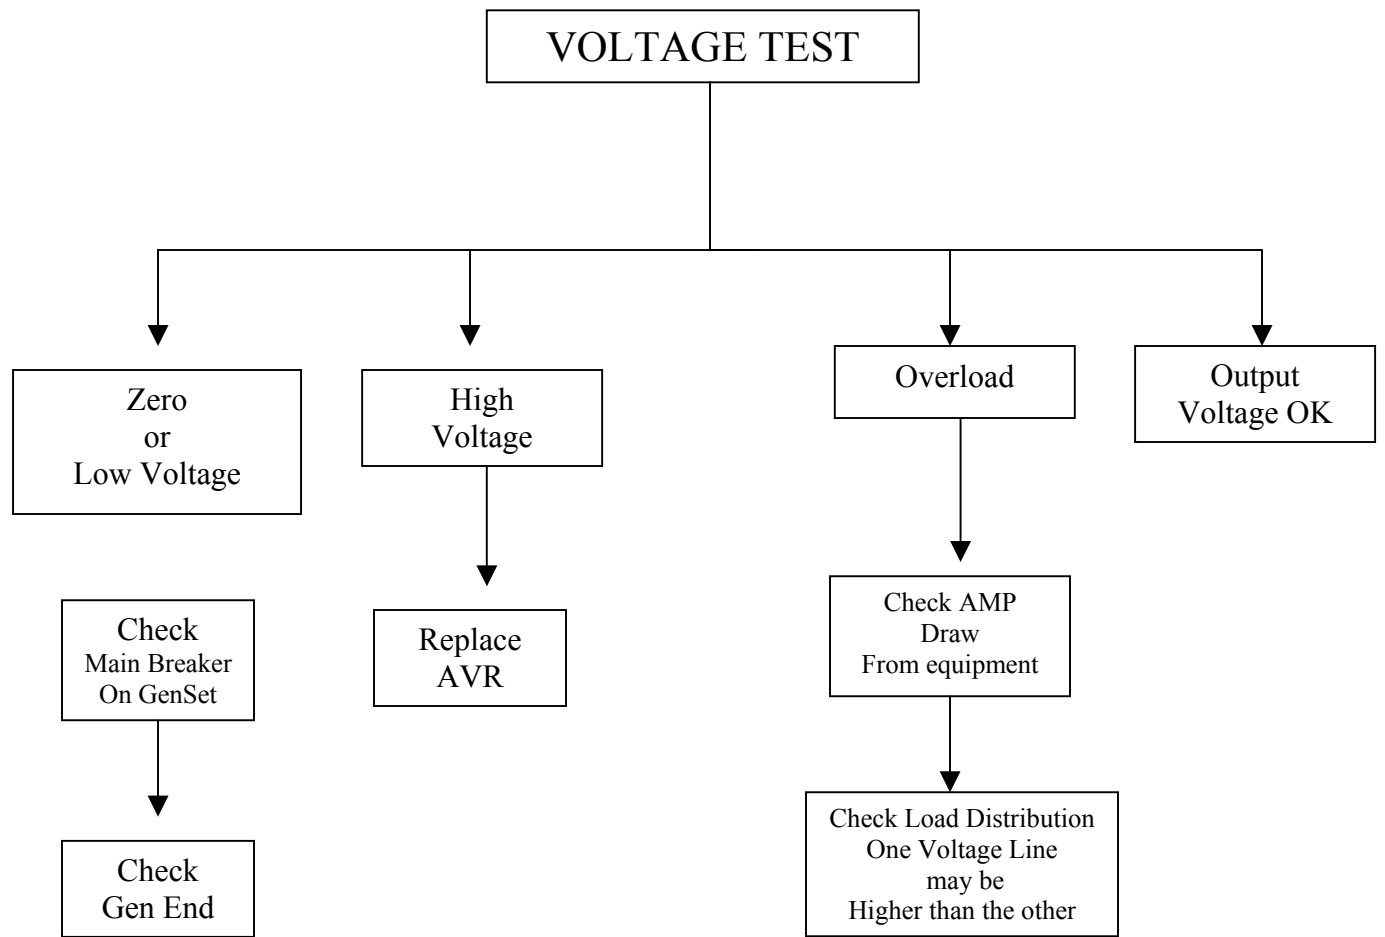 VOLTAGE TEST
Zero
or
Low Voltage
High
Voltage
Overload
Output
Voltage OK
Check
Main Breaker
On GenSet
Replace
AVR
Check AMP
Draw
From equipment
Check
Gen End
Check Load Distribution
One Voltage Line
may be
Higher than the other